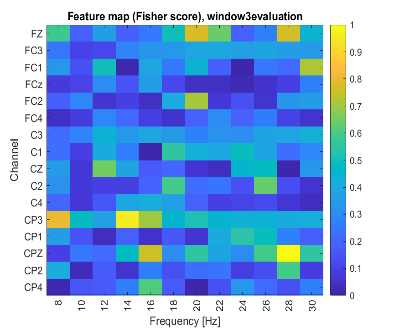 Feature map (Fisher score), window3evaluation
Channel
FZ
FC3
FC1
FCz
FC2
FC4
C3
C1
CZ
C2
C4
CP3
CP1
CPZ
CP2
CP4
8 10 12 14 16 18 20 22 24 26 28 30
Frequency [Hz]
1
0.9
0.8
0.7
0.6
0.5
0.4
0.3
0.2
0.1
0